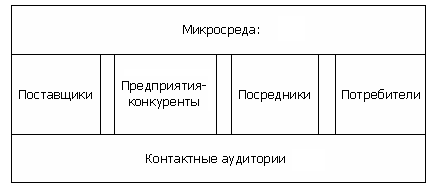 Микросреда:
Поставщики
Предприятия-
конкуренты
Посредники
Потребители
Контактные аудитории